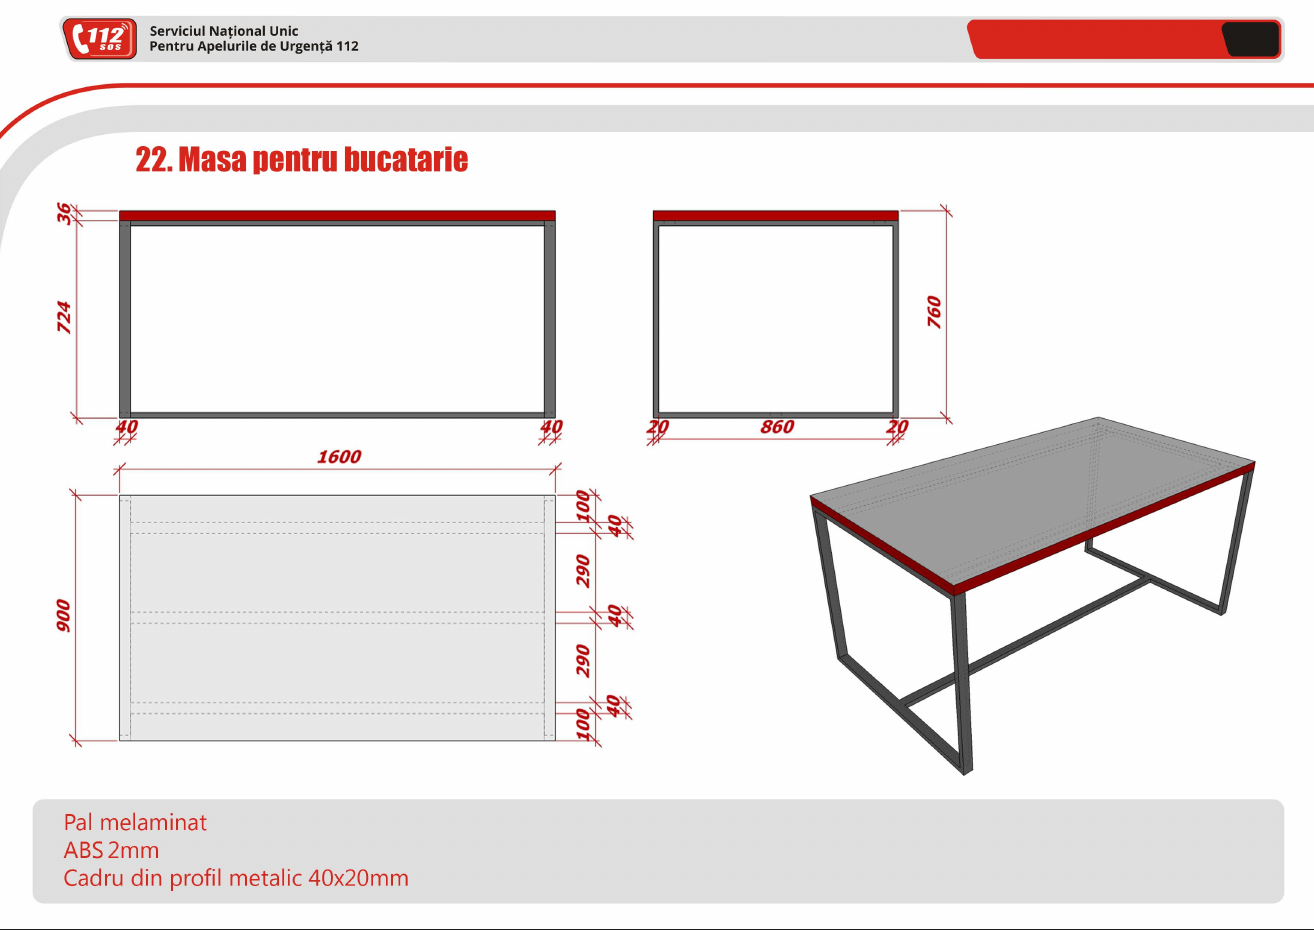 112
SOS
Serviciul Național Unic
Pentru Apelurile de Urgență 112
22. Masa pentru bucatarie
36
724
40
40
760
20
860
20
1600
900
100
40
290
40
290
40
100
Pal melaminat
ABS 2mm
Cadru din profil metalic 40x20mm